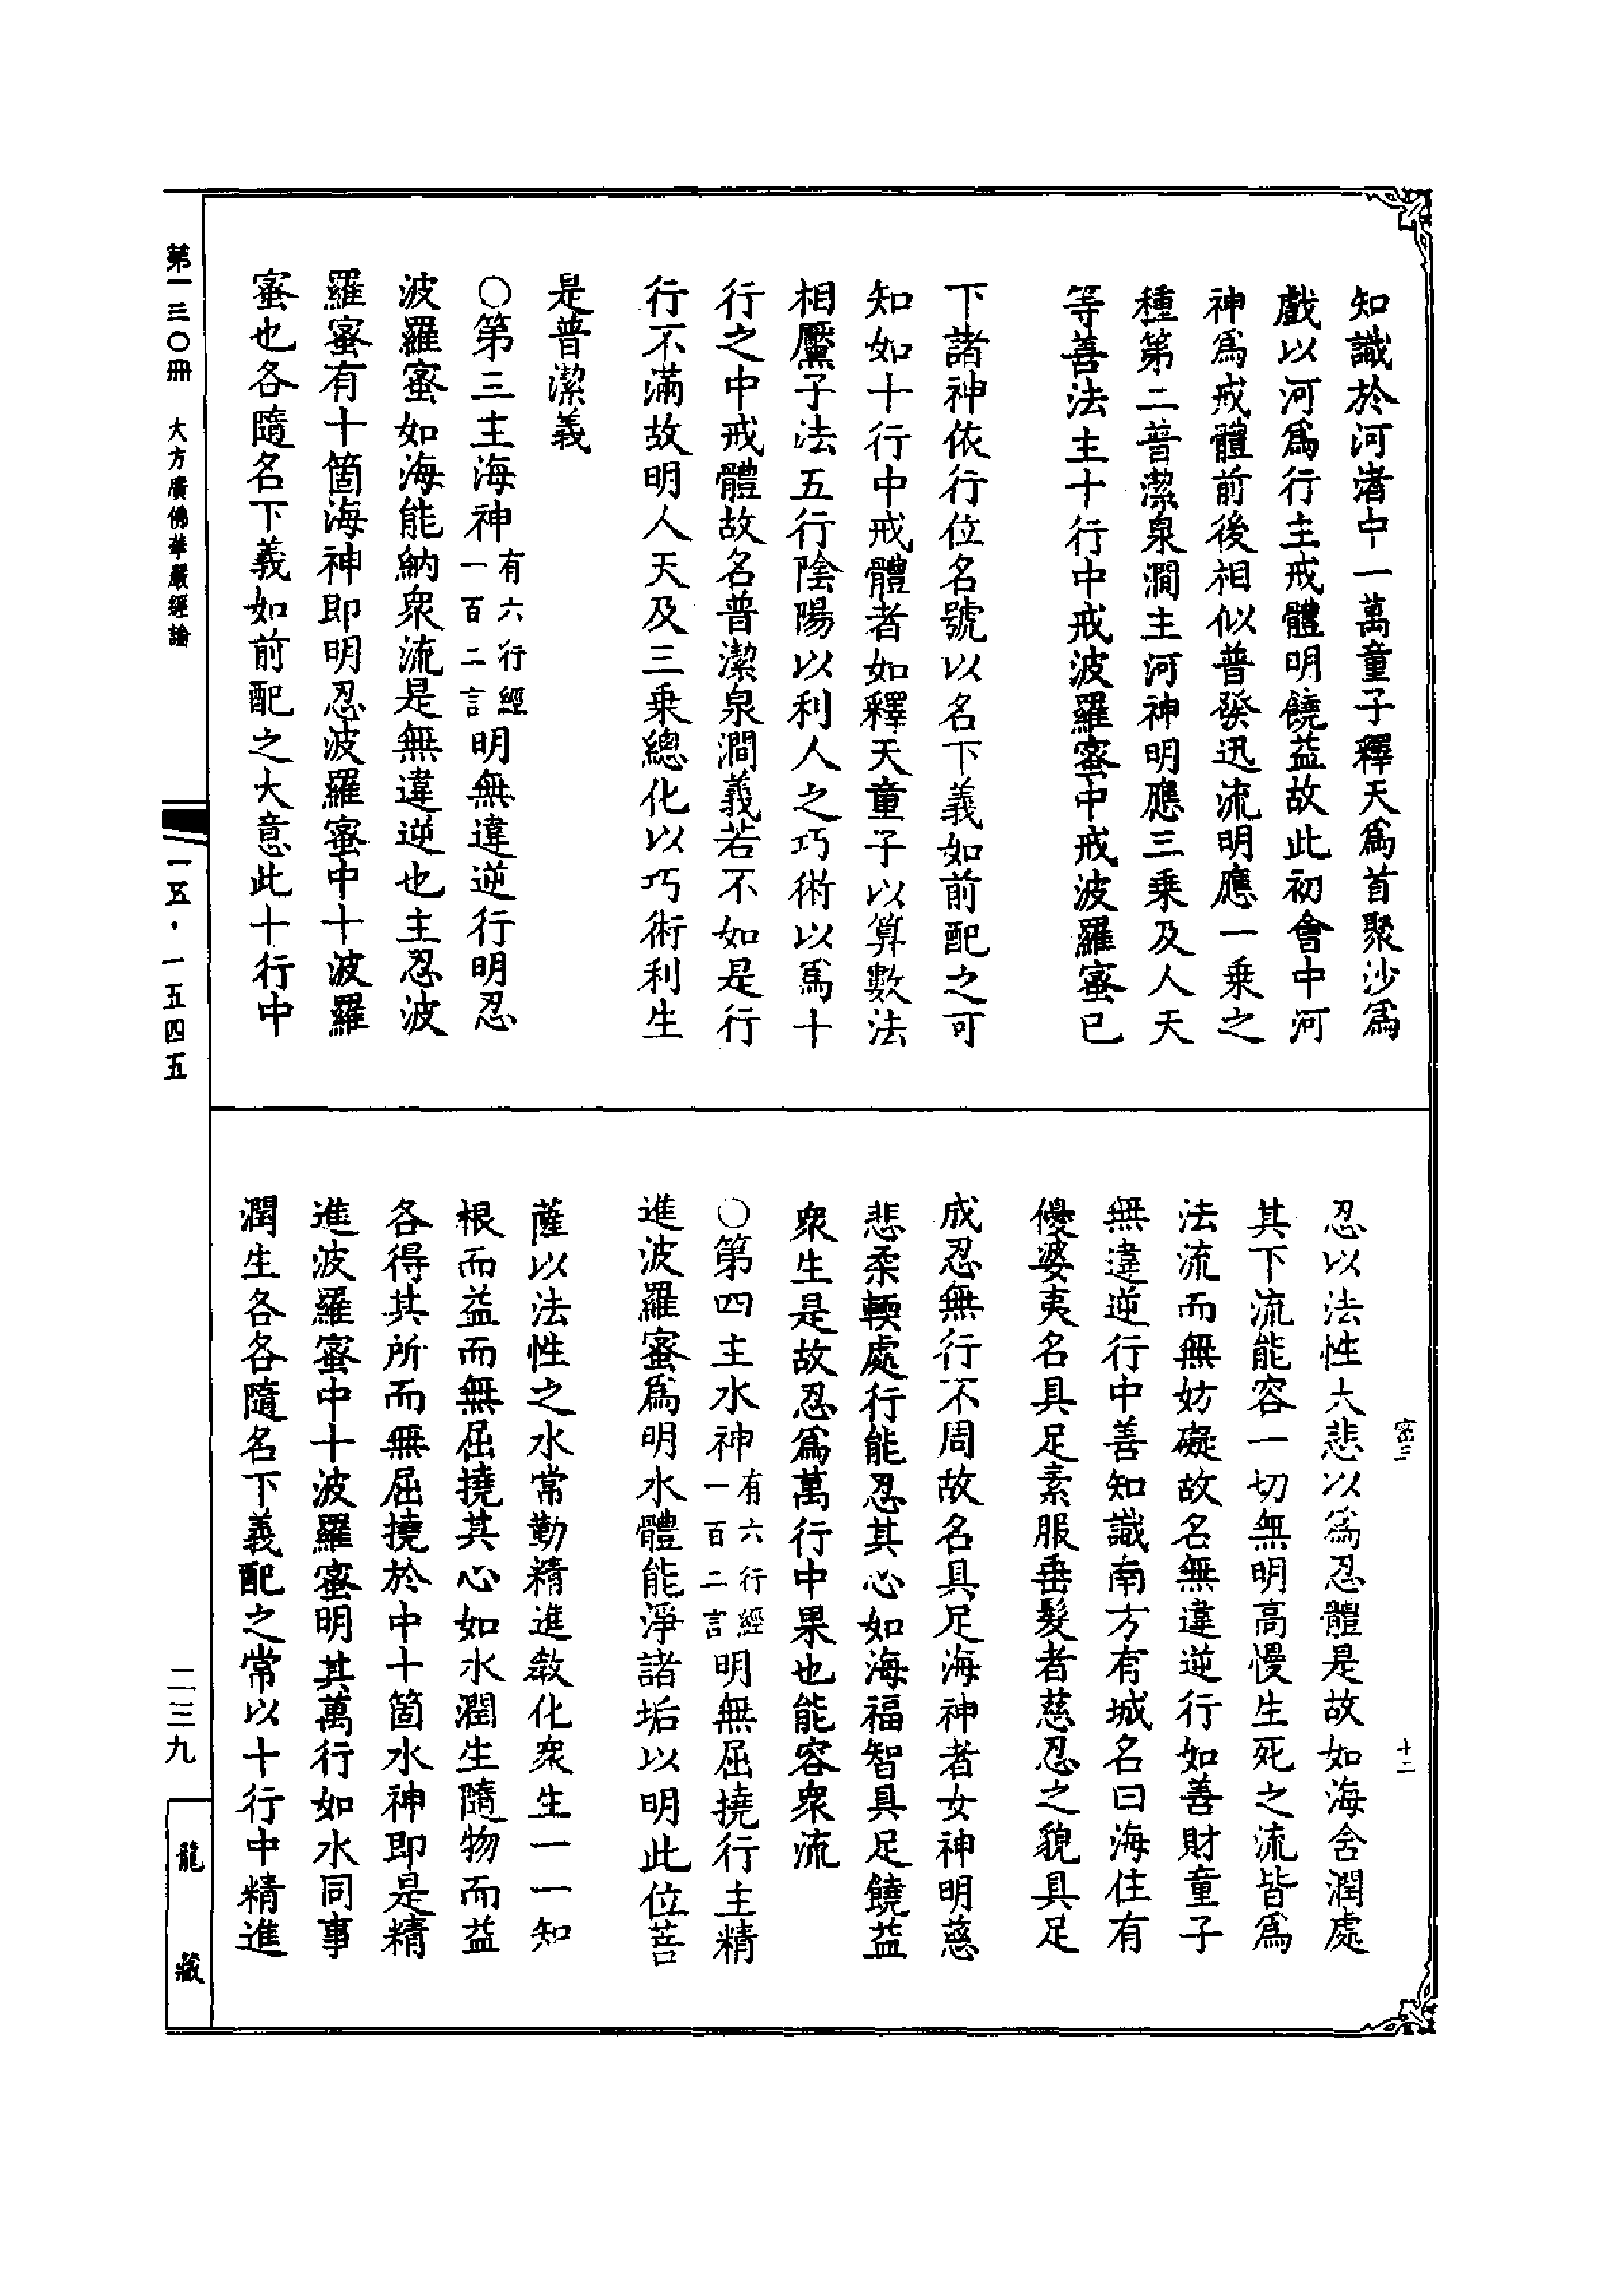 知識於河渚中一萬童子釋天爲首聚沙爲
戲以河爲行主戒體明饒益故此初會中河
神爲戒體前後相似普發迅流明應一乘之
種第二普潔泉澗主河神明應三乘及人天
等善法主十行中戒波羅蜜中戒波羅蜜已
下諸神依行位名號以名下義如前配之可
知如十行中戒體者如釋天童子以算數法
相黶子法五行陰陽以利人之巧術以爲十
行之中戒體故名普潔泉澗義若不如是行
行不滿故明人天及三乘總化以巧術利生
是普潔義
○第三主海神有六行經一百二言明無違逆行明忍
波羅蜜如海能納衆流是無違逆也主忍波
羅蜜有十箇海神即明忍波羅蜜中十波羅
蜜也各隨名下義如前配之大意此十行中
忍以法性大悲以爲忍體是故如海含潤處
其下流能容一切無明高慢生死之流皆爲
法流而無妨礙故名無違逆行如善財童子
無違逆行中善知識南方有城名曰海住有
優婆夷名具足素服垂髮者慈忍之貌具足
成忍無行不周故名具足海神者女神明慈
悲柔輭處行能忍其心如海福智具足饒益
衆生是故忍爲萬行中果也能容衆流
○第四主水神有六行經一百二言明無屈撓行主精
進波羅蜜爲明水體能淨諸垢以明此位菩
薩以法性之水常勤精進教化衆生一一知
根而益而無屈撓其心如水潤生隨物而益
各得其所而無屈撓於中十箇水神即是精
進波羅蜜中十波羅蜜明其萬行如水同事
潤生各各隨名下義配之常以十行中精進
密三
十二
第一三〇冊 大方廣佛華嚴經論
一五·一五四五
二三九
龍藏